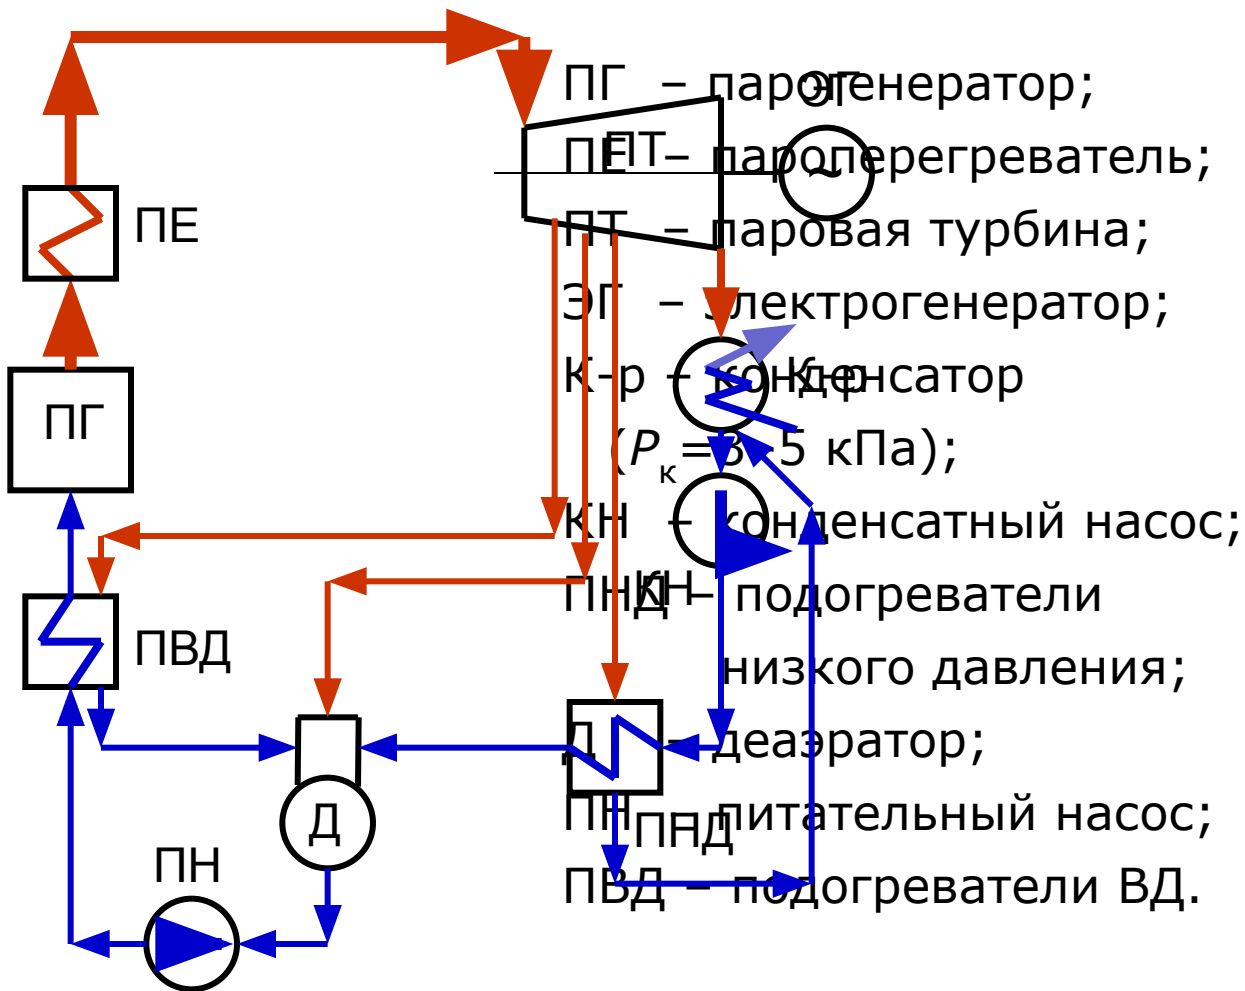 ПГ – парогенератор;
ПЕ – пароперегреватель;
ПТ – паровая турбина;
ЭГ – электрогенератор;
К-р – конденсатор
(Pк=3-5 кПа);
КН – конденсатный насос;
ПНД – подогреватели
низкого давления;
Д – деаэратор;
ПН – питательный насос;
ПВД – подогреватели ВД.
ЭГ
ПТ
~
ПЕ
К-р
ПГ
КН
ПВД
Д
ПНД
ПН